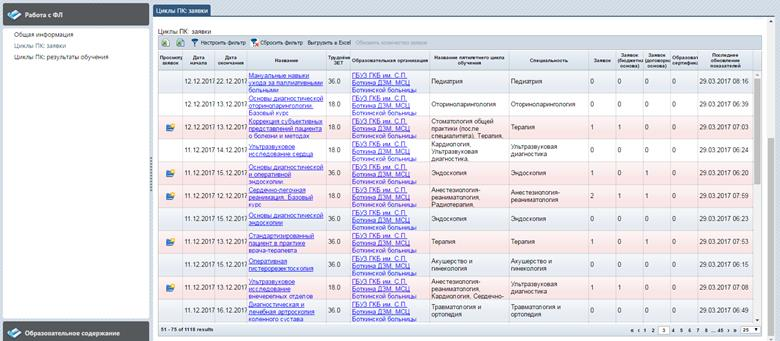 Работа с ФЛ
Общая информация
Циклы ПК: заявки
Циклы ПК: результаты обучения
Образовательное содержание
Циклы ПК: заявки
Циклы ПК: заявки
Настроить фильтр Сбросить фильтр Выгрузить в Excel Обновить количество заявок
Просмотр заявок Дата начала Дата окончания Название Трудоёмк ЗЕТ Образовательная организация Название пятилетнего цикла обучения Специальность Заявок Заявок (бюджетная основа) Заявок (договорн основа) Образоват сертификат Последнее обновление показателей
12.12.2017 22.12.2017 Мануальные навыки ухода за паллиативными больными 36.0 ГБУЗ ГКБ им. С.П. Боткина ДЗМ, МСЦ Боткинской больницы Педиатрия Педиатрия 0 0 0 0 29.03.2017 08:16
12.12.2017 13.12.2017 Основы диагностической оториноларингологии. Базовый курс 18.0 ГБУЗ ГКБ им. С.П. Боткина ДЗМ, МСЦ Боткинской больницы Оториноларингология Оториноларингология 0 0 0 0 29.03.2017 06:39
12.12.2017 13.12.2017 Коррекция субъективных представлений пациента о болезни и методах 18.0 ГБУЗ ГКБ им. С.П. Боткина ДЗМ, МСЦ Боткинской больницы Стоматология общей практики (после специалитета), Терапия, Терапия 1 1 0 0 29.03.2017 07:03
11.12.2017 14.12.2017 Ультразвуковое исследование сердца 18.0 ГБУЗ ГКБ им. С.П. Боткина ДЗМ, МСЦ Боткинской больницы Кардиология, Ультразвуковая диагностика, Ультразвуковая диагностика 0 0 0 0 29.03.2017 06:24
11.12.2017 15.12.2017 Основы диагностической и оперативной эндоскопии. 36.0 ГБУЗ ГКБ им. С.П. Боткина ДЗМ, МСЦ Боткинской больницы Эндоскопия Эндоскопия 1 0 1 0 29.03.2017 06:20
11.12.2017 12.12.2017 Сердечно-легочная реанимация. Базовый курс 18.0 ГБУЗ ГКБ им. С.П. Боткина ДЗМ, МСЦ Боткинской больницы Анестезиология-реаниматология, Радиотерапия, Анестезиология-реаниматология 2 1 1 0 29.03.2017 07:59
11.12.2017 15.12.2017 Основы диагностической эндоскопии 36.0 ГБУЗ ГКБ им. С.П. Боткина ДЗМ, МСЦ Боткинской больницы Эндоскопия Эндоскопия 0 0 0 0 29.03.2017 06:23
11.12.2017 13.12.2017 Стандартизированный пациент в практике врача-терапевта 36.0 ГБУЗ ГКБ им. С.П. Боткина ДЗМ, МСЦ Боткинской больницы Терапия Терапия 1 0 1 0 29.03.2017 07:53
11.12.2017 15.12.2017 Оперативная гистерорезектоскопия 36.0 ГБУЗ ГКБ им. С.П. Боткина ДЗМ, МСЦ Боткинской больницы Акушерство и гинекология Акушерство и гинекология 0 0 0 0 29.03.2017 06:15
11.12.2017 13.12.2017 Ультразвуковое исследование внечерепных отделов 18.0 ГБУЗ ГКБ им. С.П. Боткина ДЗМ, МСЦ Боткинской больницы Анестезиология-реаниматология, Кардиология, Сердечно- Ультразвуковая диагностика 1 1 0 0 29.03.2017 07:08
11.12.2017 16.12.2017 Диагностическая и лечебная артроскопия коленного сустава 36.0 ГБУЗ ГКБ им. С.П. Боткина ДЗМ, МСЦ Боткинской больницы Травматология и ортопедия Травматология и ортопедия 0 0 0 0 29.03.2017 06:49
51 - 75 of 1118 results « ‹ 1 2 3 4 5 6 7 8 ... 45 › » 25